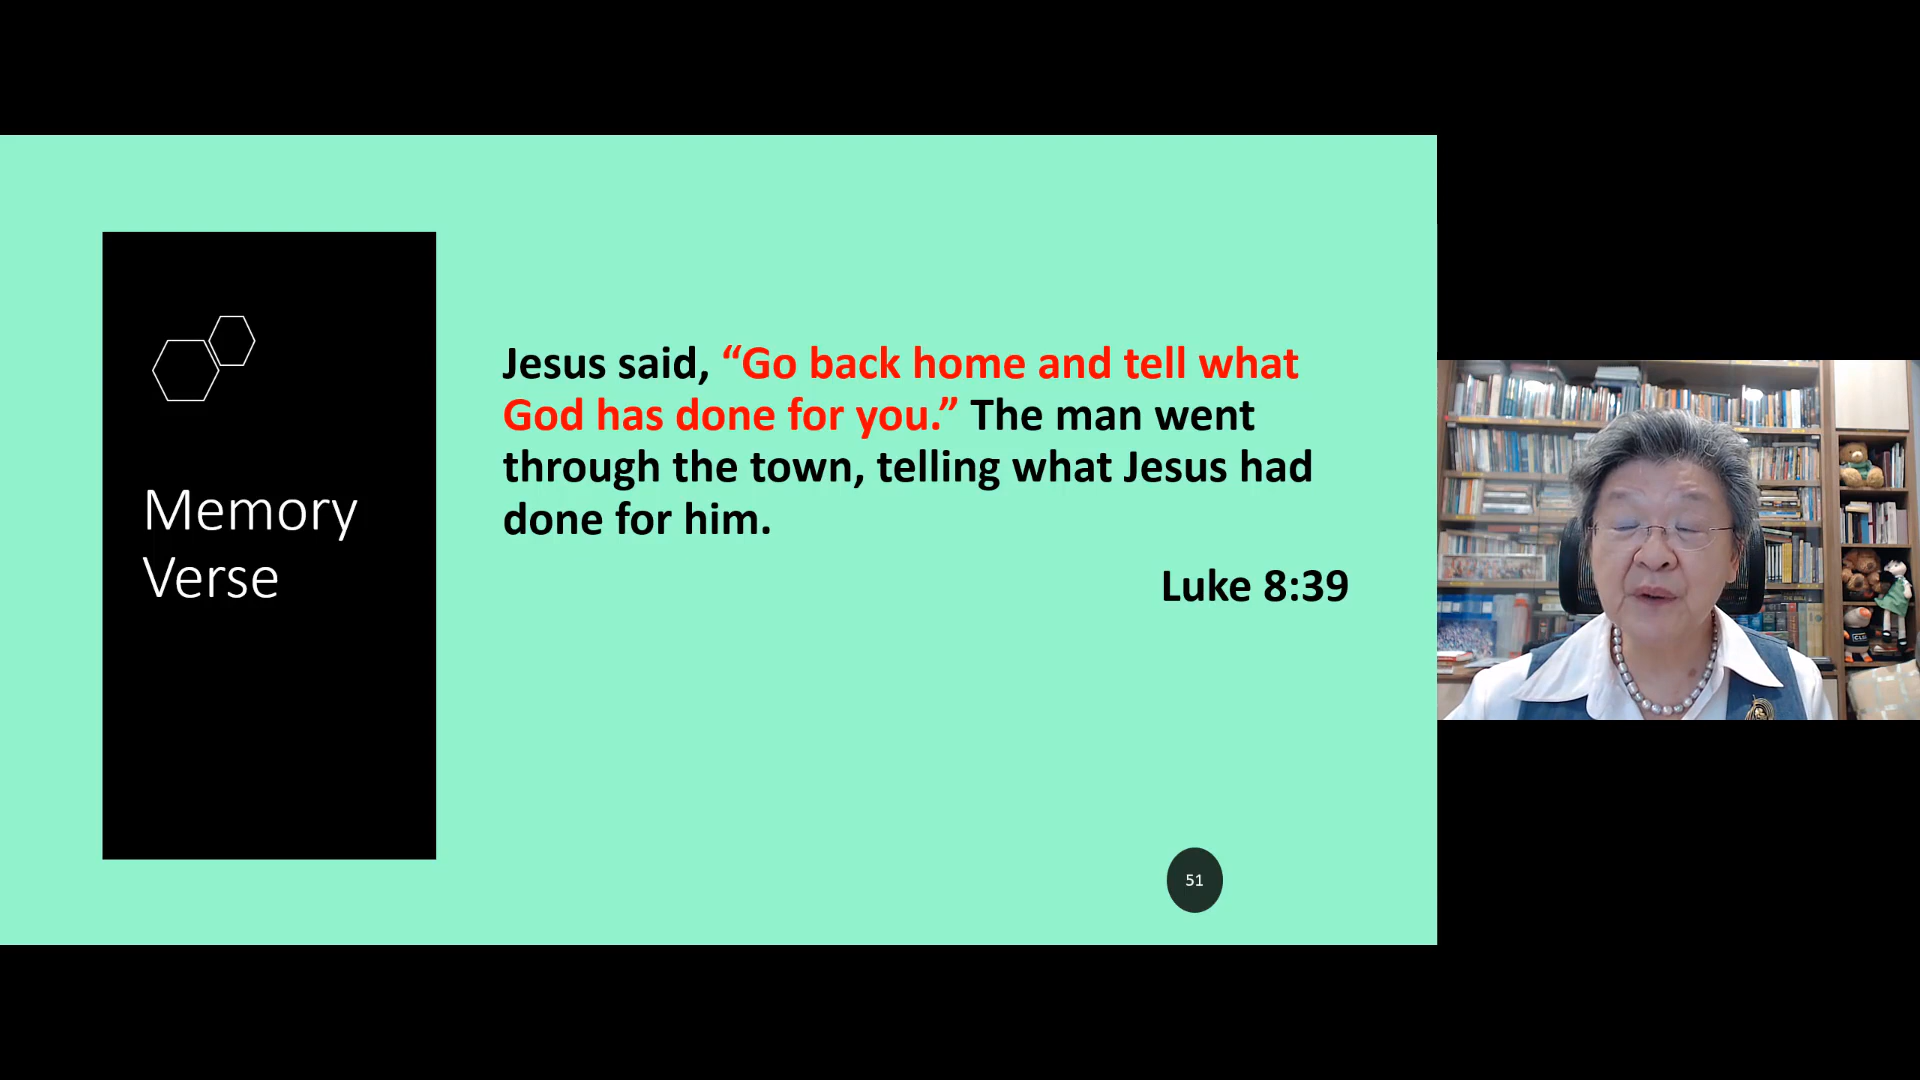 Memory
Verse
Jesus said, “Go back home and tell what
God has done for you.” The man went
through the town, telling what Jesus had
done for him.
Luke 8:39
51